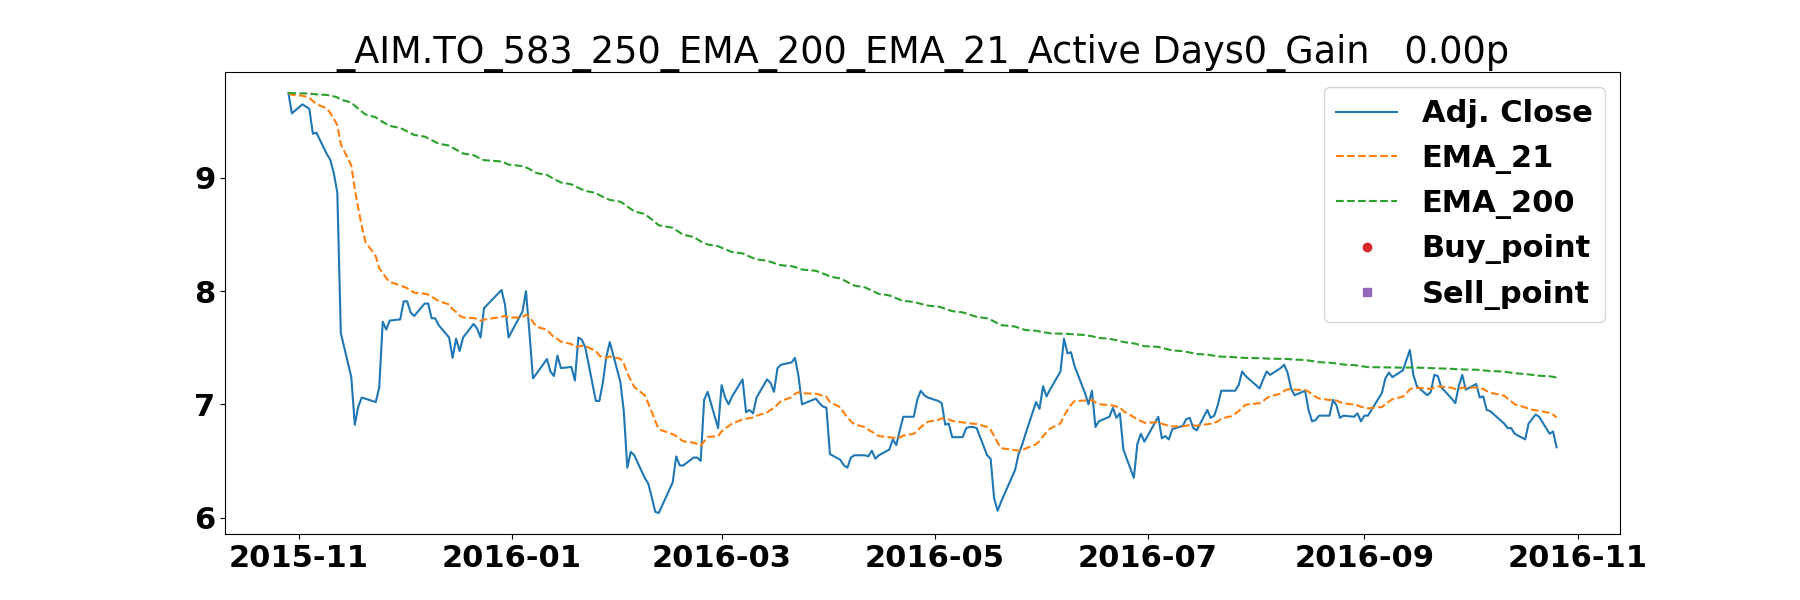 _AIM.TO_583_250_EMA_200_EMA_21_Active Days0_Gain   0.00p
Adj. Close
EMA_21
EMA_200
Buy_point
Sell_point
9
8
7
6
2015-11 2016-01 2016-03 2016-05 2016-07 2016-09 2016-11